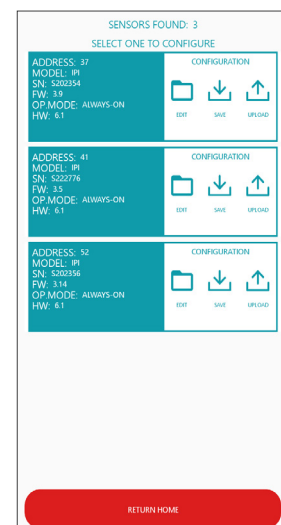 SENSORS FOUND: 3
SELECT ONE TO CONFIGURE
ADDRESS: 37
MODEL: IPI
SN: S202354
FW: 3.9
OP.MODE: ALWAYS-ON
HW: 6.1
CONFIGURATION
EDIT SAVE UPLOAD
ADDRESS: 41
MODEL: IPI
SN: S222776
FW: 3.5
OP.MODE: ALWAYS-ON
HW: 6.1
CONFIGURATION
EDIT SAVE UPLOAD
ADDRESS: 52
MODEL: IPI
SN: S202356
FW: 3.14
OP.MODE: ALWAYS-ON
HW: 6.1
CONFIGURATION
EDIT SAVE UPLOAD
RETURN HOME